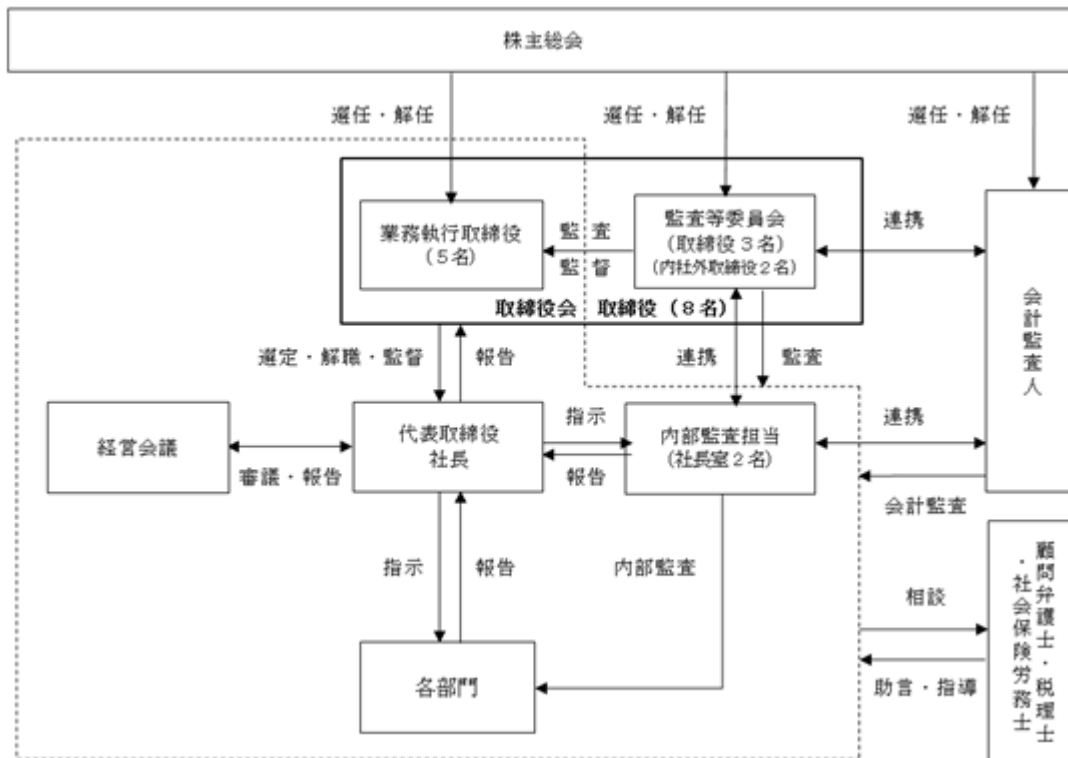 株主総会
選任・解任
選任・解任
選任・解任
業務執行取締役
(5名)
監査
監督
監査等委員会
(取締役3名)
(内社外取締役2名)
連携
取締役会 取締役(8名)
会計監査人
選定・解職・監督
報告
連携
監査
経営会議
審議・報告
代表取締役
社長
指示
報告
内部監査担当
(社長室2名)
連携
会計監査
指示
報告
内部監査
相談
助言・指導
各部門
顧問弁護士・税理士
・社会保険労務士